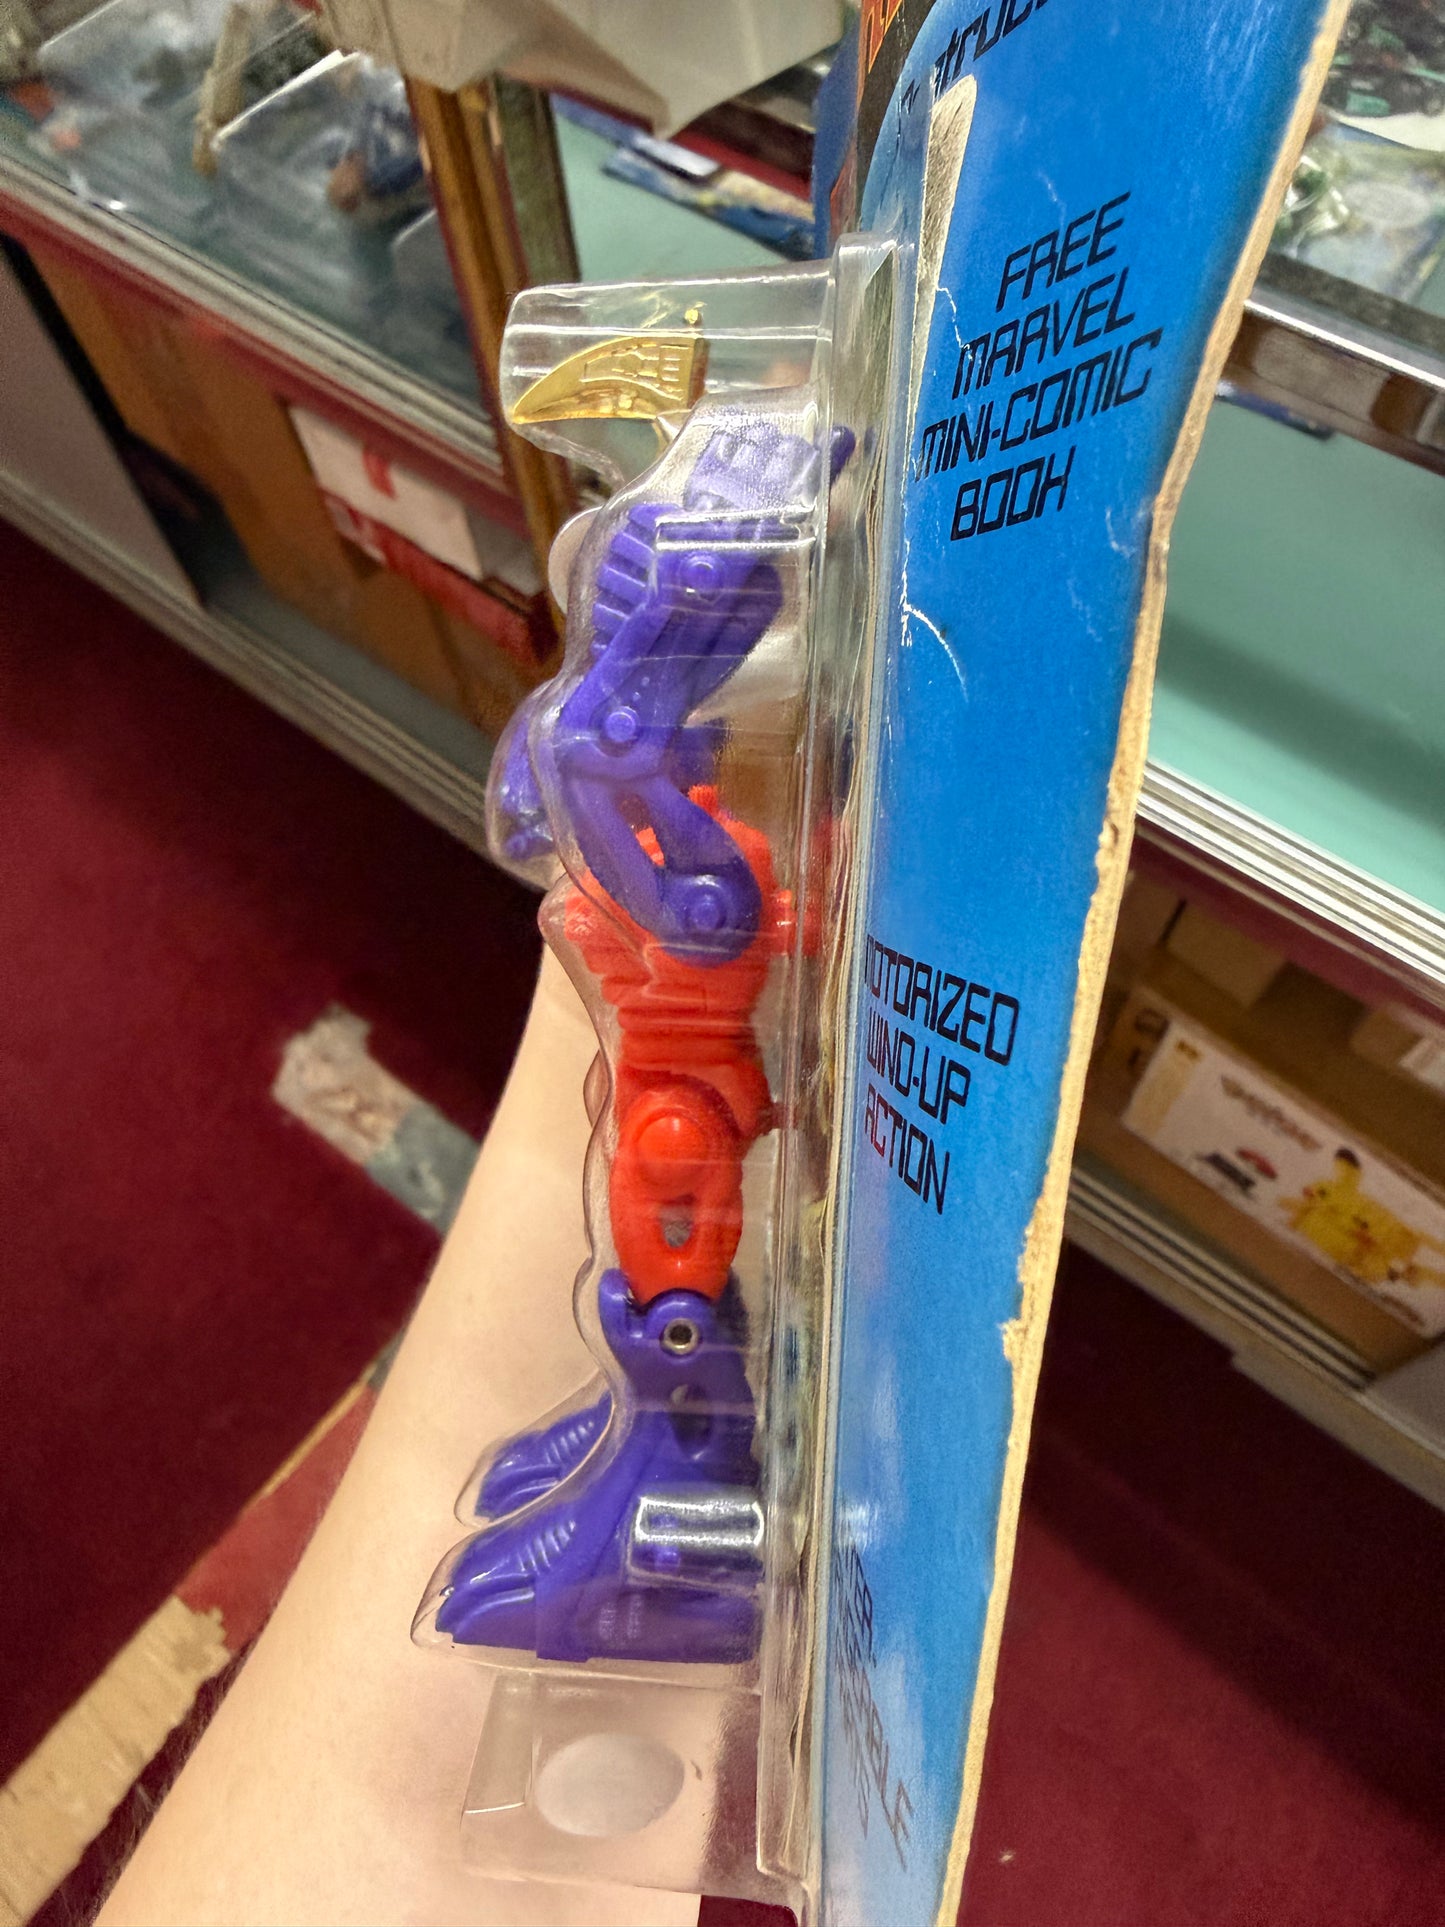 FREE
MARVEL
MINI-COMIC
BOOK
MOTORIZED
WIND-UP
ACTION